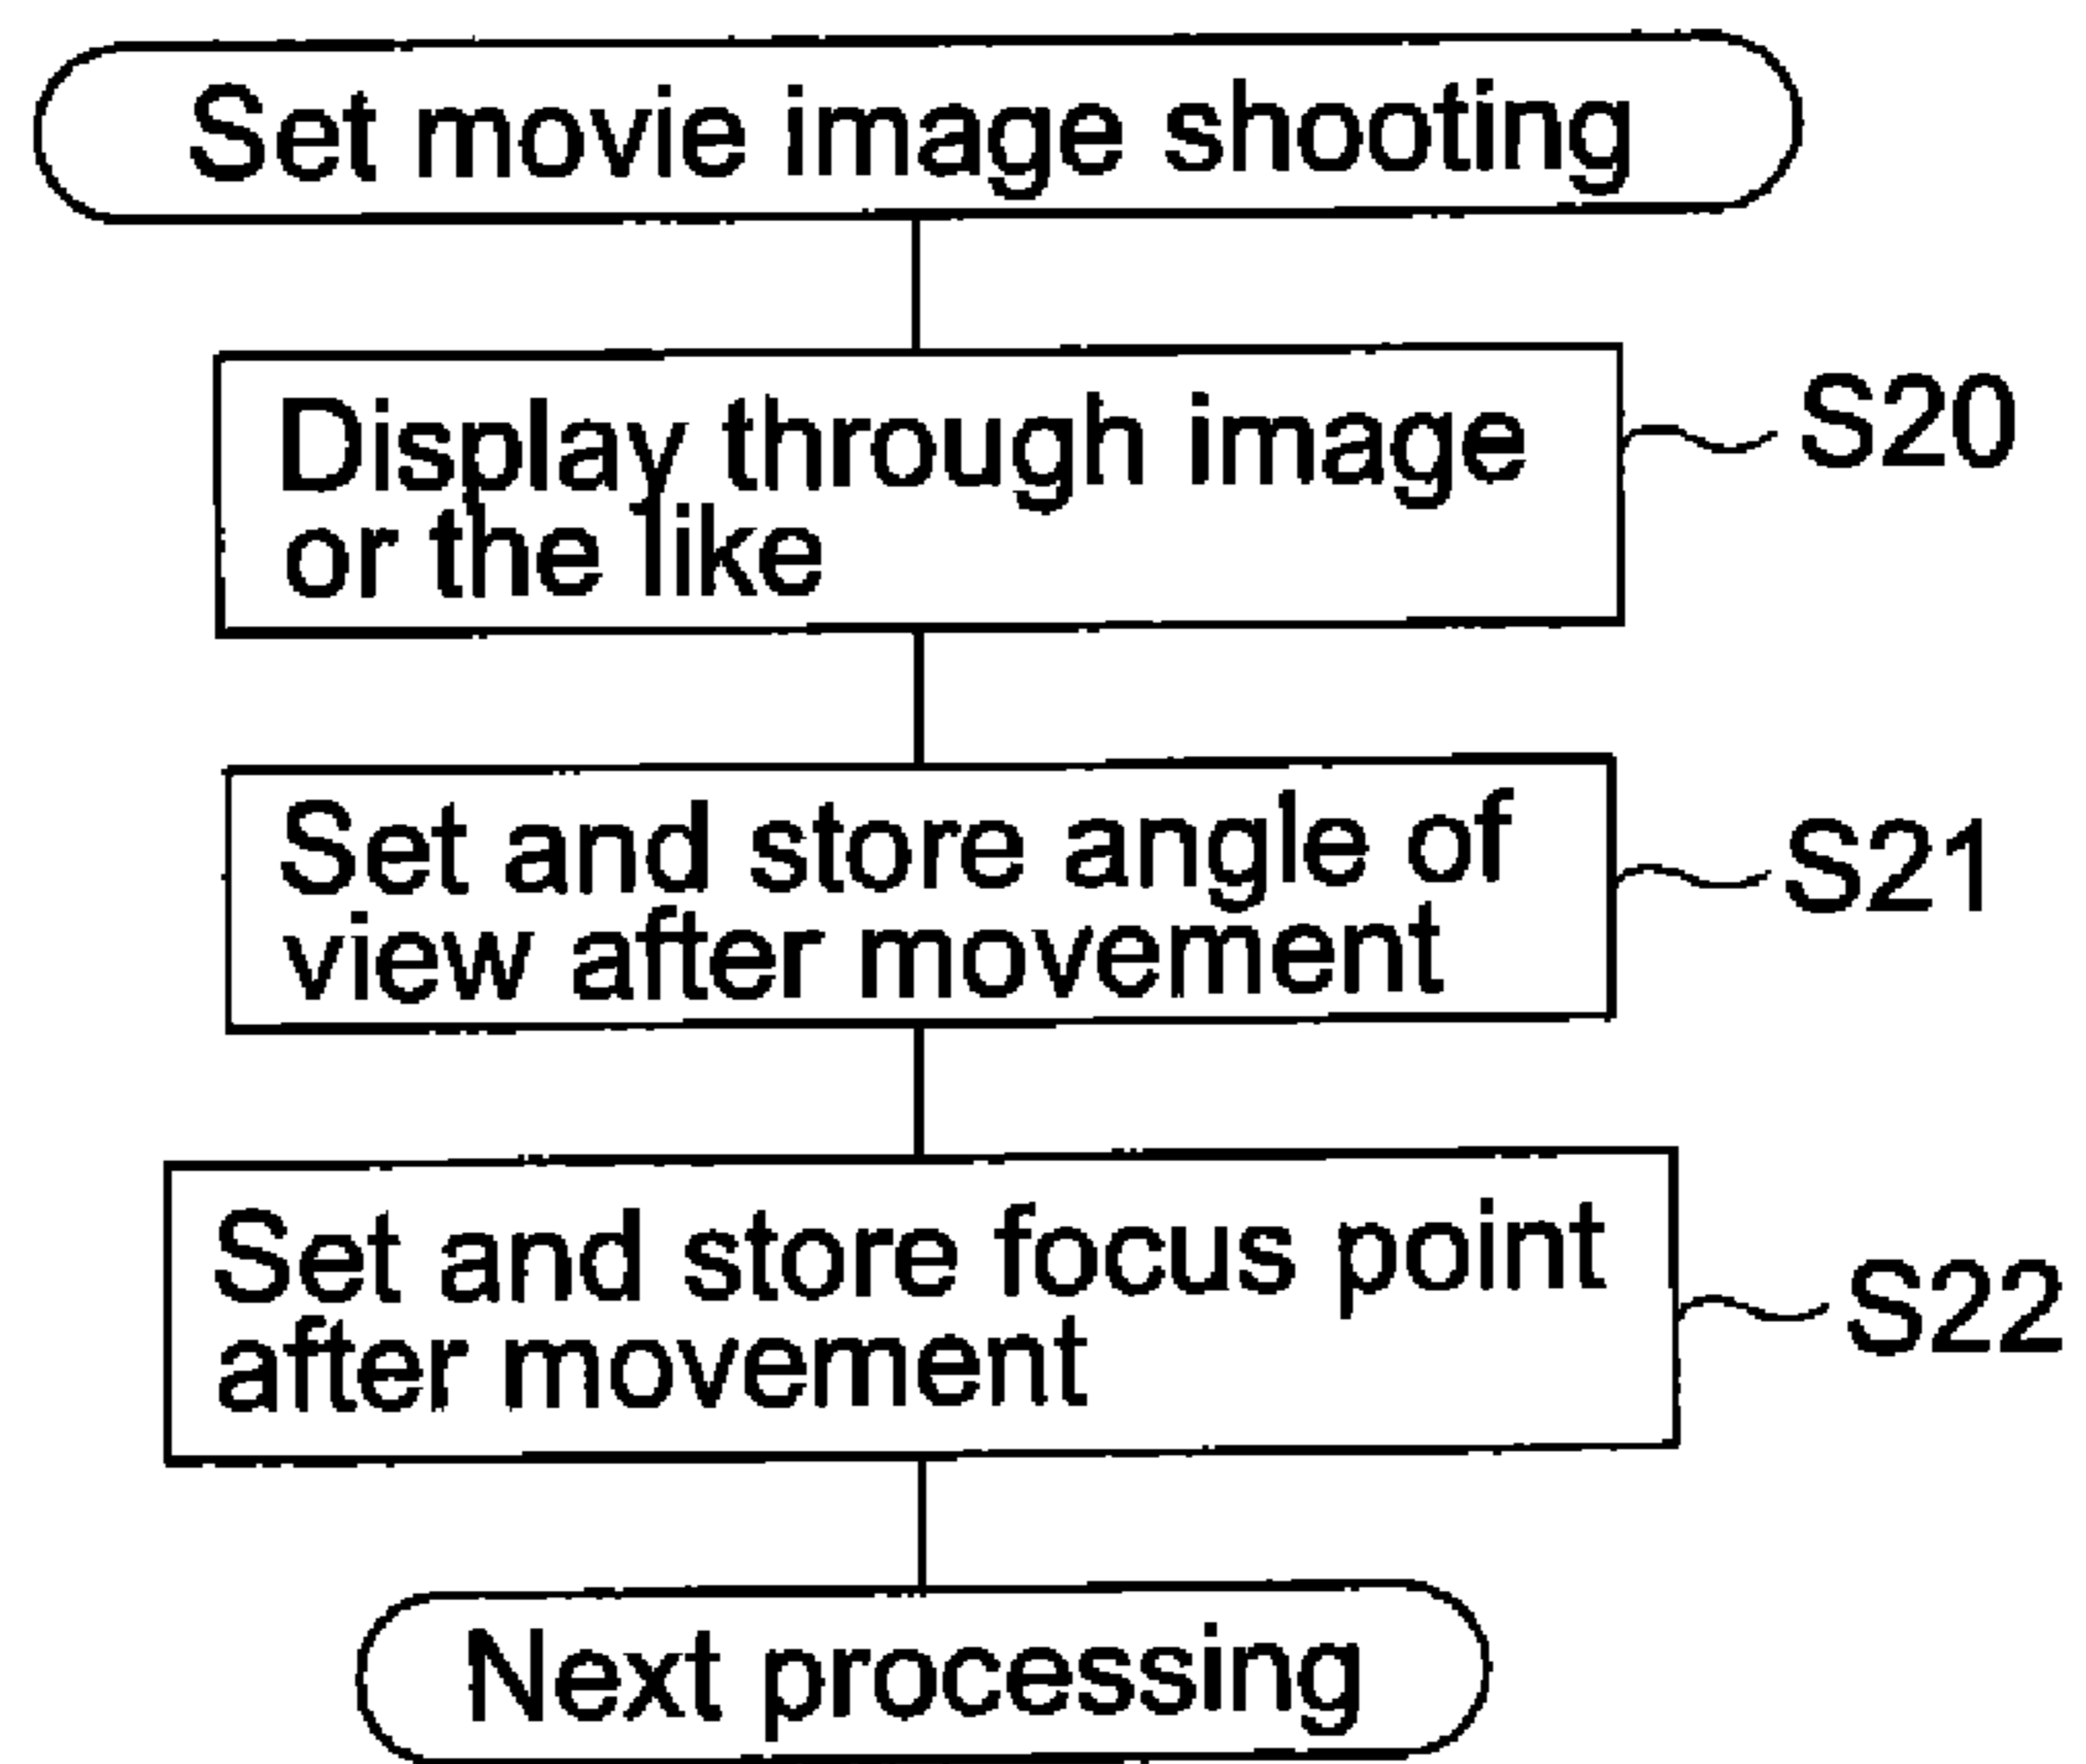 Set movie image shooting
Display through image
or the like
S20
Set and store angle of
view after movement
S21
Set and store focus point
after movement
S22
Next processing